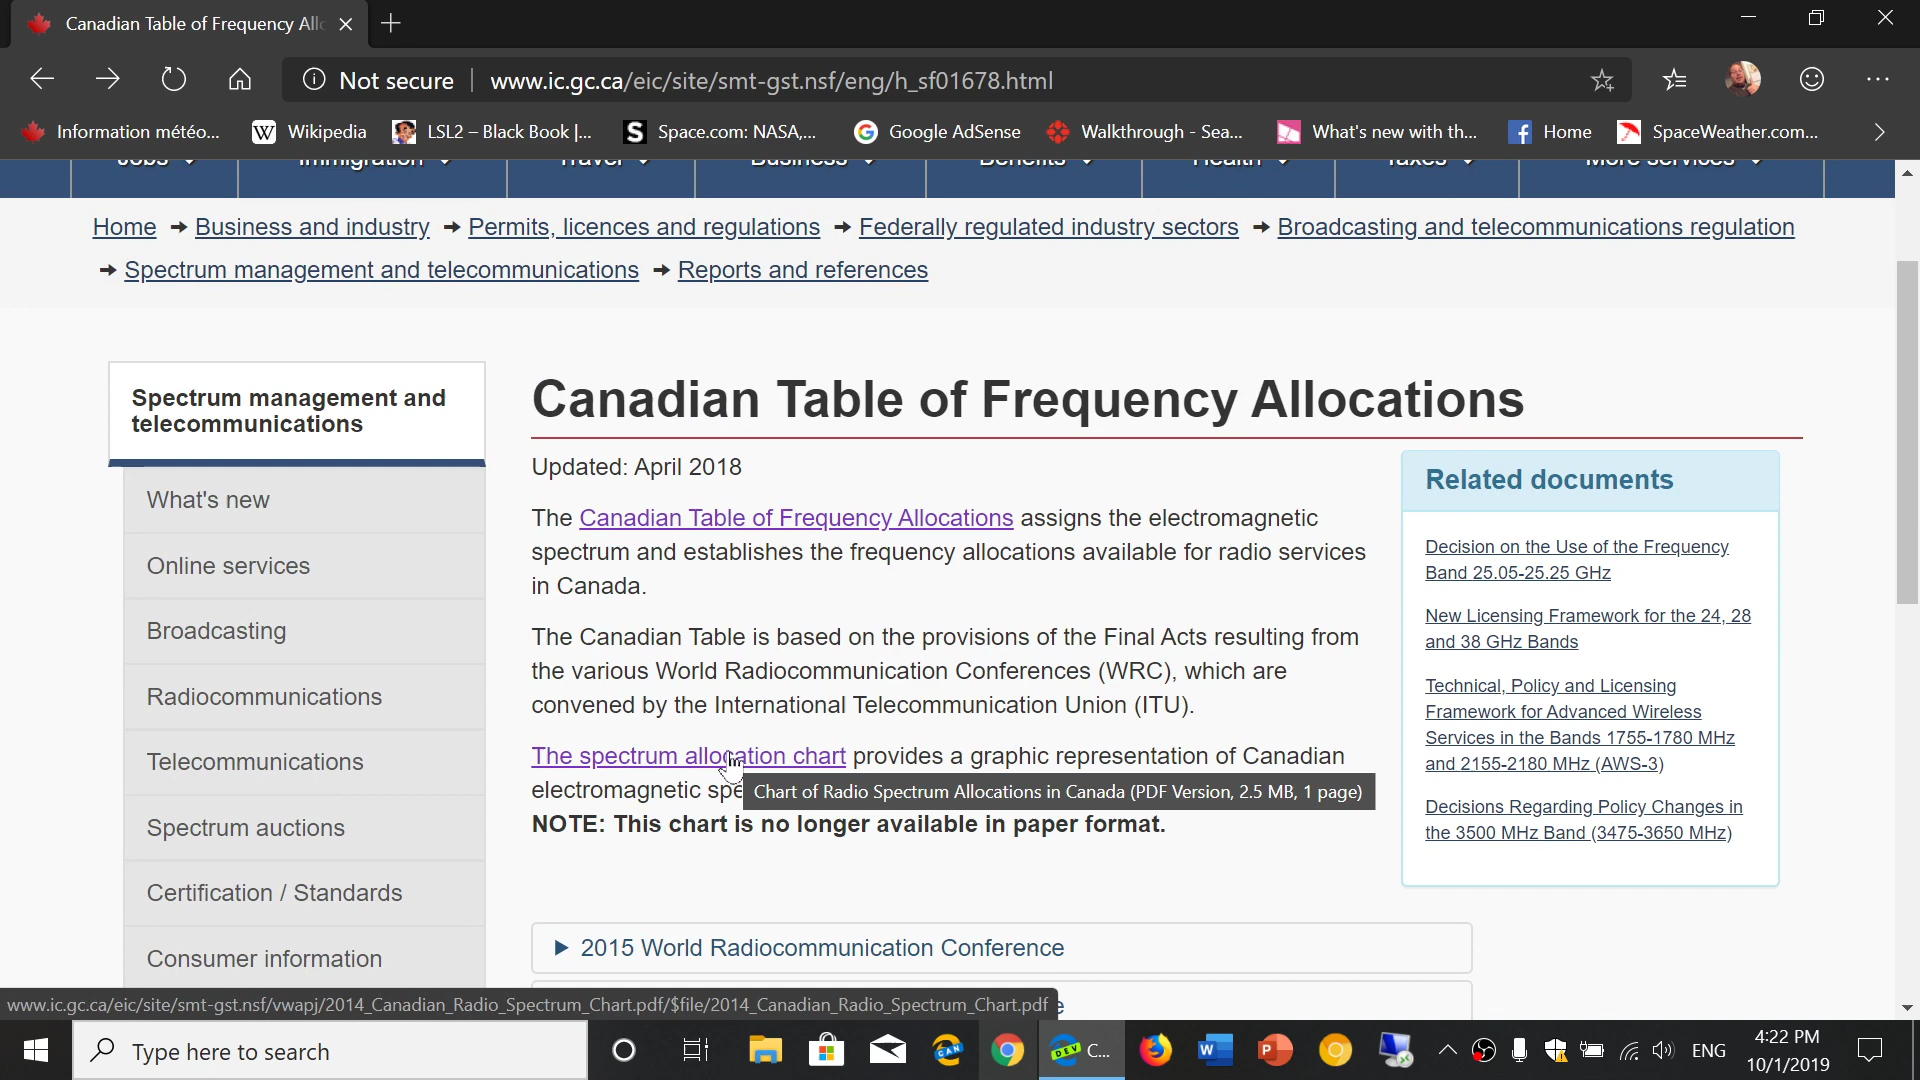 Canadian Table of Frequency All
Not secure
www.ic.gc.ca/eic/site/smt-gst.nsf/eng/h_sf01678.html
Information météo...
W Wikipedia
LSL2 – Black Book |...
S Space.com: NASA,...
G Google AdSense
Walkthrough - Sea...
What's new with th...
f Home
SpaceWeather.com...
Jobs
Immigration
Travel
Business
Benefits
Health
Taxes
More services
Home → Business and industry → Permits, licences and regulations → Federally regulated industry sectors → Broadcasting and telecommunications regulation
→ Spectrum management and telecommunications → Reports and references
Spectrum management and
telecommunications
What's new
Online services
Broadcasting
Radiocommunications
Telecommunications
Spectrum auctions
Certification / Standards
Consumer information
Canadian Table of Frequency Allocations
Updated: April 2018
The Canadian Table of Frequency Allocations assigns the electromagnetic
spectrum and establishes the frequency allocations available for radio services
in Canada.
The Canadian Table is based on the provisions of the Final Acts resulting from
the various World Radiocommunication Conferences (WRC), which are
convened by the International Telecommunication Union (ITU).
The spectrum allocation chart provides a graphic representation of Canadian
electromagnetic spe
Chart of Radio Spectrum Allocations in Canada (PDF Version, 2.5 MB, 1 page)
NOTE: This chart is no longer available in paper format.
Related documents
Decision on the Use of the Frequency
Band 25.05-25.25 GHz
New Licensing Framework for the 24, 28
and 38 GHz Bands
Technical, Policy and Licensing
Framework for Advanced Wireless
Services in the Bands 1755-1780 MHz
and 2155-2180 MHz (AWS-3)
Decisions Regarding Policy Changes in
the 3500 MHz Band (3475-3650 MHz)
2015 World Radiocommunication Conference
www.ic.gc.ca/eic/site/smt-gst.nsf/vwapj/2014_Canadian_Radio_Spectrum_Chart.pdf/$file/2014_Canadian_Radio_Spectrum_Chart.pdf
e
Type here to search
CAN
DEV
C...
W
P
ENG
4:22 PM
10/1/2019